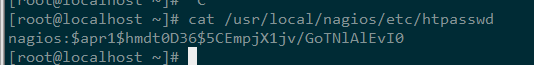 [root@localhost ~]# ^C
[root@localhost ~]# cat /usr/local/nagios/etc/htpasswd
nagios:$apr1$hmdt0D36$5CEmpjX1jv/GoTNlAlEvI0
[root@localhost ~]#